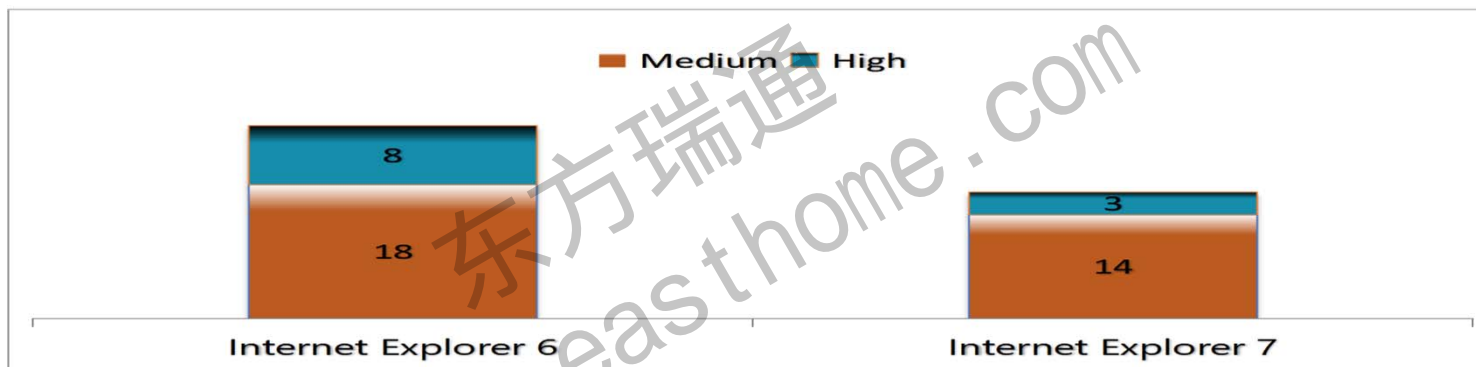 Medium High
8
18
3
14
Internet Explorer 6
Internet Explorer 7
东方瑞通
easthome.com